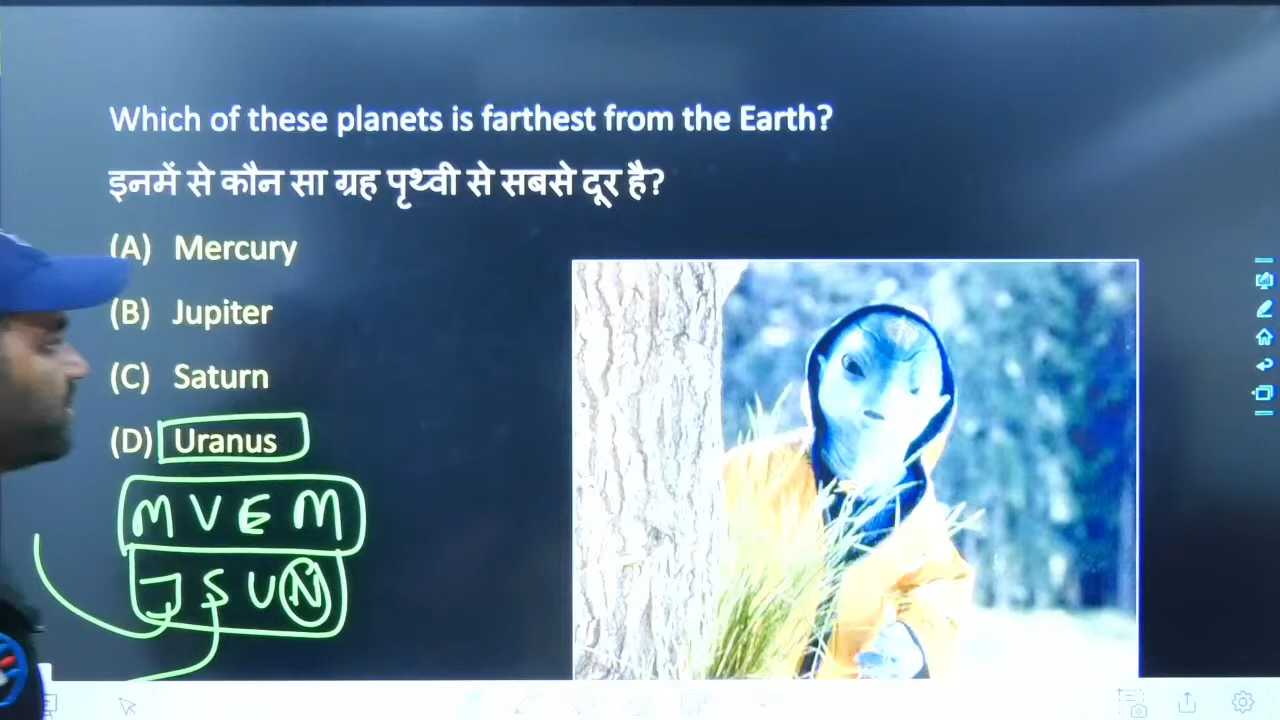 Which of these planets is farthest from the Earth?
इनमें से कौन सा ग्रह पृथ्वी से सबसे दूर है?
(A) Mercury
(B) Jupiter
(C) Saturn
(D) Uranus
M V E M
J S U N